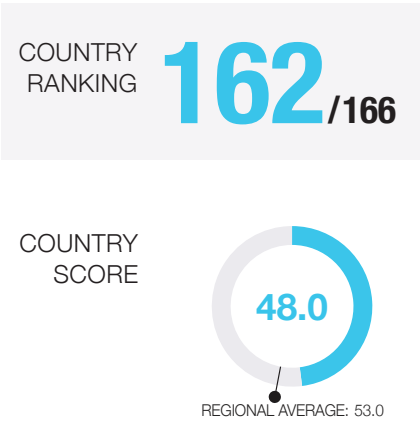 COUNTRY
RANKING
162/166
COUNTRY
SCORE
48.0
REGIONAL AVERAGE: 53.0